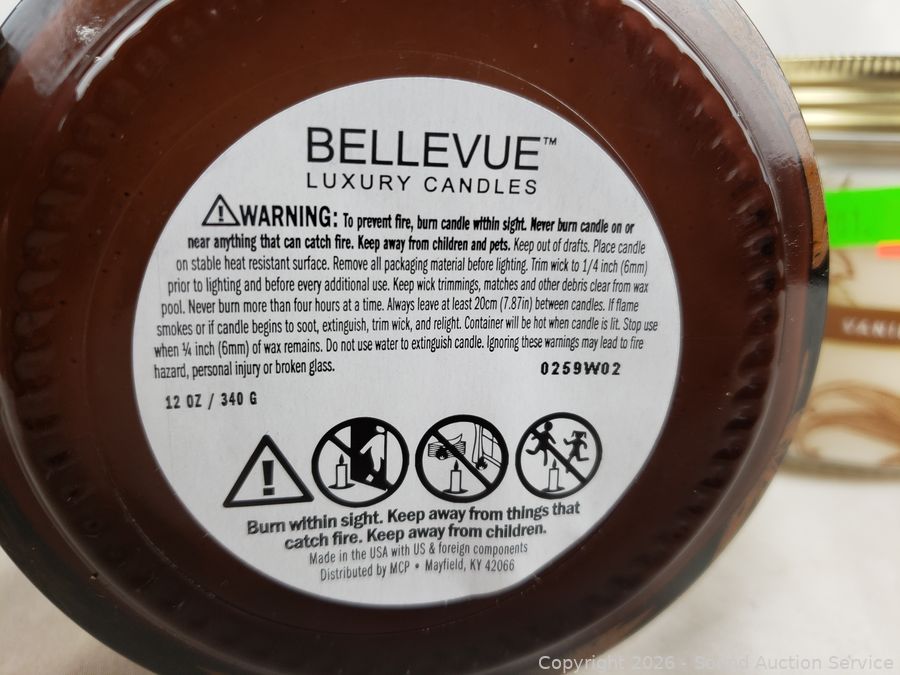 BELLEVUE™
LUXURY CANDLES
WARNING: To prevent fire, burn candle within sight. Never burn candle on or
near anything that can catch fire. Keep away from children and pets. Keep out of drafts. Place candle
on stable heat resistant surface. Remove all packaging material before lighting. Trim wick to 1/4 inch (6mm)
prior to lighting and before every additional use. Keep wick trimmings, matches and other debris clear from wax
pool. Never burn more than four hours at a time. Always leave at least 20cm (7.87in) between candles. If flame
smokes or if candle begins to soot, extinguish, trim wick, and relight. Container will be hot when candle is lit. Stop use
when ¼ inch (6mm) of wax remains. Do not use water to extinguish candle. Ignoring these warnings may lead to fire
hazard, personal injury or broken glass.
0259W02
12 OZ / 340 G
Burn within sight. Keep away from things that
catch fire. Keep away from children.
Made in the USA with US & foreign components
Distributed by MCP • Mayfield, KY 42066
VANI
Copyright 2026 - Sound Auction Service